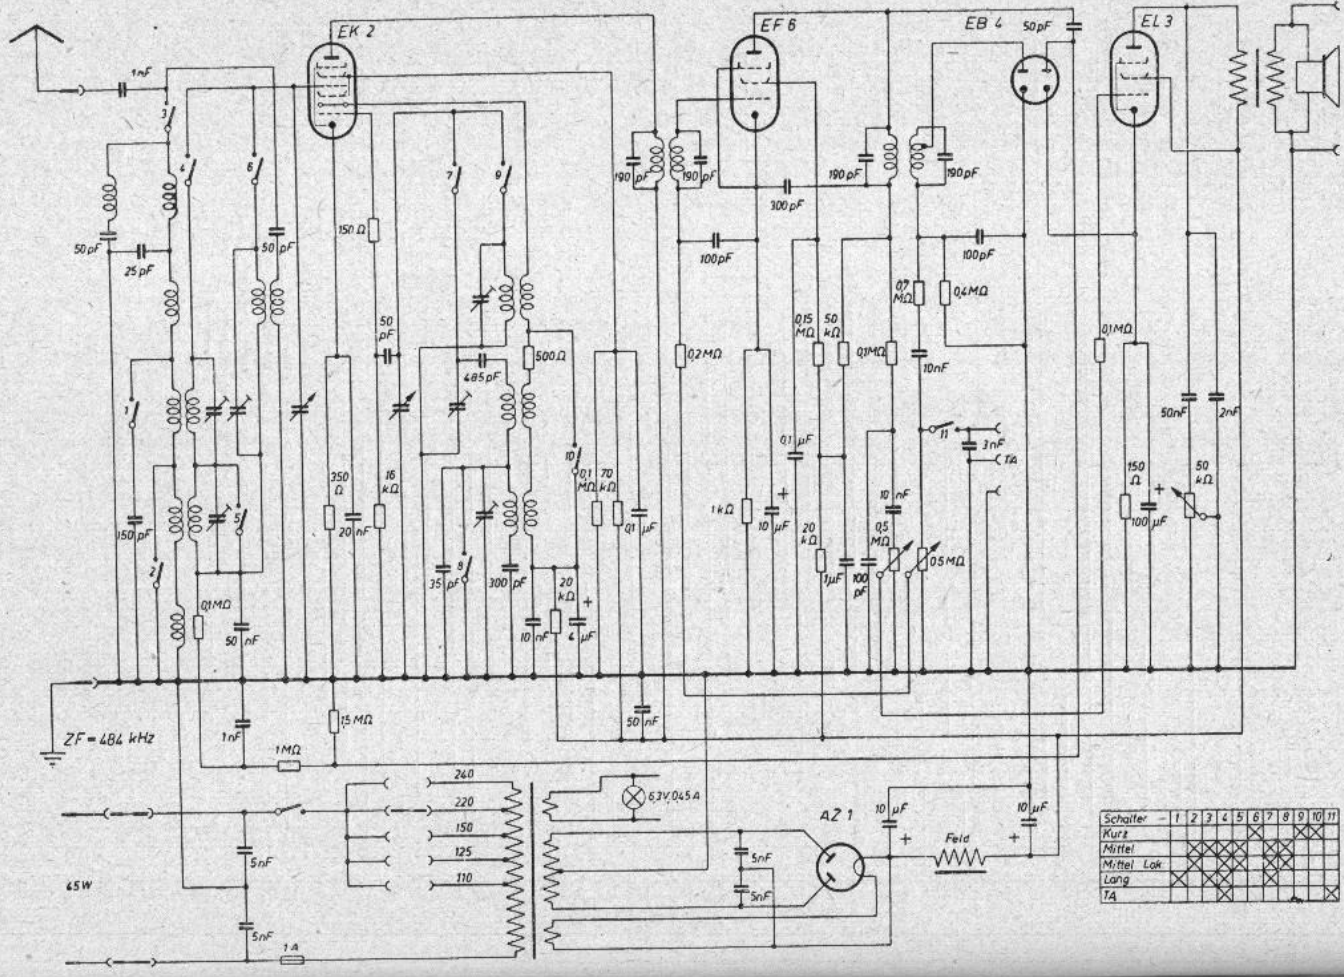 EK 2
EF 6
EB 4
50 pF
EL 3
1 nF
3
4
6
7
9
190 pF
190 pF
190 pF
190 pF
300 pF
50 pF
25 pF
50 pF
150 Ω
100 pF
100 pF
50 pF
0,7 MΩ
0,4 MΩ
0,15 MΩ
50 kΩ
0,1 MΩ
0,1 MΩ
500 Ω
485 pF
0,2 MΩ
10 nF
50 nF
2 nF
1
10
11
3 nF
TA
0,1 µF
350 Ω
16 kΩ
0,1 MΩ
70 kΩ
150 Ω
50 kΩ
150 pF
5
20 nF
0,1 µF
1 kΩ
10 µF
+
20 kΩ
10 nF
0,5 MΩ
100 µF
+
2
8
35 pF
300 pF
20 kΩ
+
1 µF
100 pF
0,5 MΩ
0,1 MΩ
50 nF
10 nF
4 µF
1 nF
1,5 MΩ
50 nF
ZF = 484 kHz
1 MΩ
240
220
150
125
110
6,3V, 0,45 A
AZ 1
10 µF
+
Feld
10 µF
+
5 nF
5 nF
5 nF
5 nF
45 W
1 A
Schalter – 1 2 3 4 5 6 7 8 9 10 11
Kurz
Mittel
Mittel Lok
Lang
TA